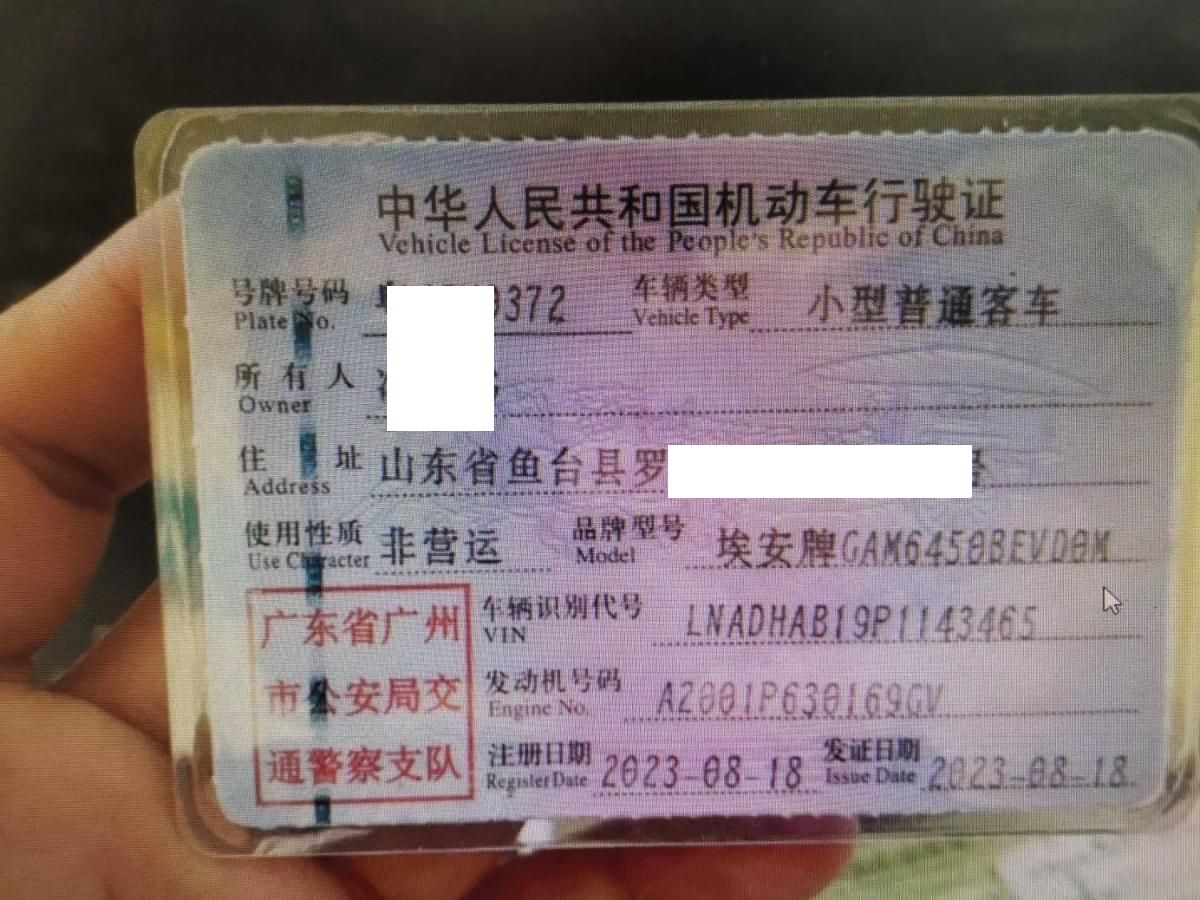 中华人民共和国机动车行驶证
Vehicle License of the People's Republic of China
号牌号码 372 车辆类型 小型普通客车
Plate No. Vehicle Type
所有人
Owner
住址 山东省鱼台县罗
Address
使用性质 非营运 品牌型号 埃安牌GAM6450BEVD0M
Use Character Model
广东省广州
市公安局交
通警察支队
车辆识别代号 LNADHAB19P1143465
VIN
发动机号码 A2001P630169GV
Engine No.
注册日期 2023-08-18 发证日期 2023-08-18
Register Date Issue Date